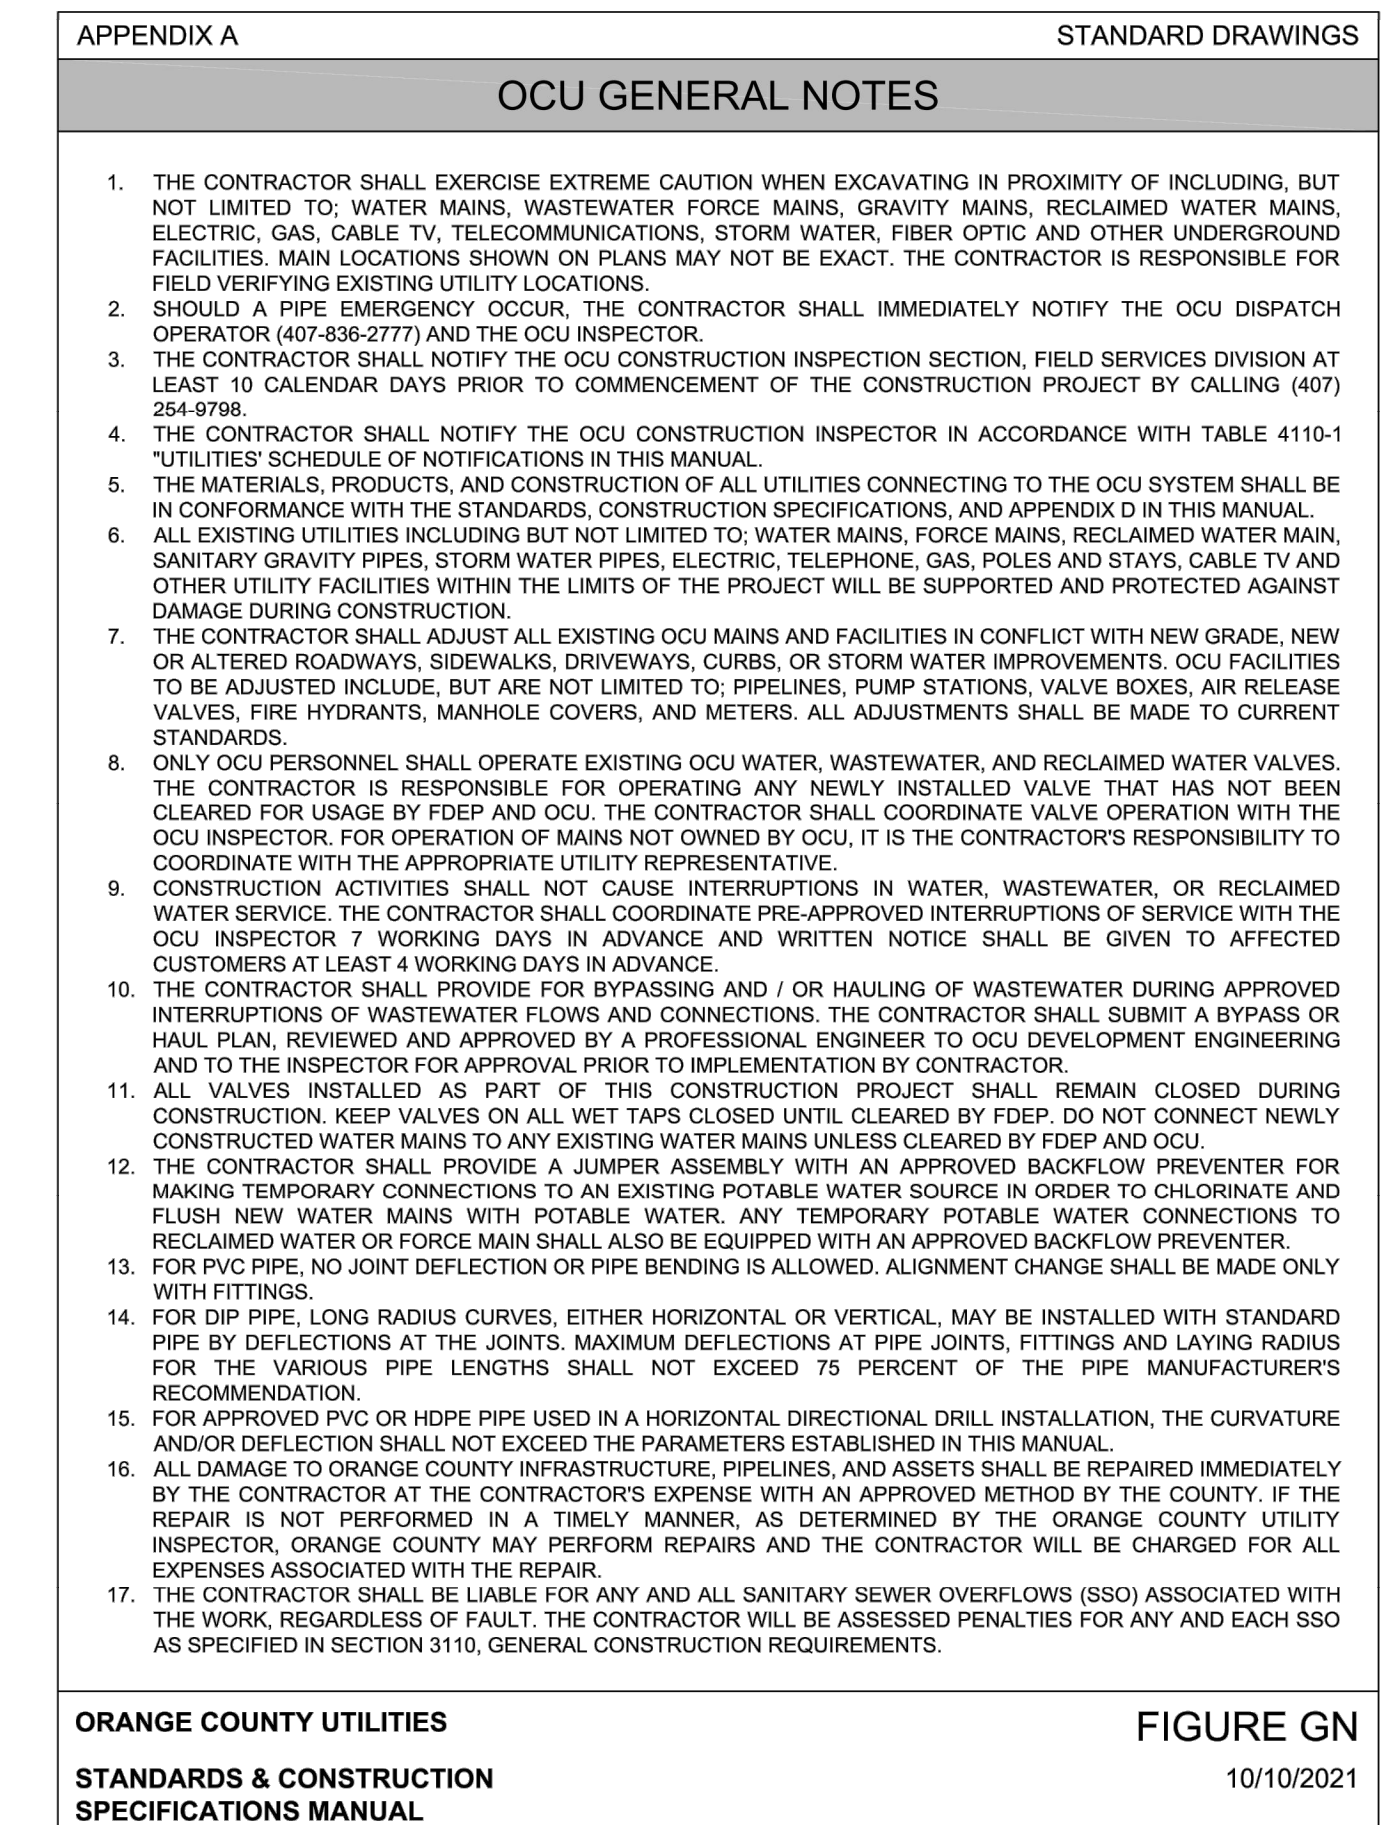 APPENDIX A
STANDARD DRAWINGS
OCU GENERAL NOTES
1. THE CONTRACTOR SHALL EXERCISE EXTREME CAUTION WHEN EXCAVATING IN PROXIMITY OF INCLUDING, BUT
NOT LIMITED TO; WATER MAINS, WASTEWATER FORCE MAINS, GRAVITY MAINS, RECLAIMED WATER MAINS,
ELECTRIC, GAS, CABLE TV, TELECOMMUNICATIONS, STORM WATER, FIBER OPTIC AND OTHER UNDERGROUND
FACILITIES. MAIN LOCATIONS SHOWN ON PLANS MAY NOT BE EXACT. THE CONTRACTOR IS RESPONSIBLE FOR
FIELD VERIFYING EXISTING UTILITY LOCATIONS.
2. SHOULD A PIPE EMERGENCY OCCUR, THE CONTRACTOR SHALL IMMEDIATELY NOTIFY THE OCU DISPATCH
OPERATOR (407-836-2777) AND THE OCU INSPECTOR.
3. THE CONTRACTOR SHALL NOTIFY THE OCU CONSTRUCTION INSPECTION SECTION, FIELD SERVICES DIVISION AT
LEAST 10 CALENDAR DAYS PRIOR TO COMMENCEMENT OF THE CONSTRUCTION PROJECT BY CALLING (407)
254-9798.
4. THE CONTRACTOR SHALL NOTIFY THE OCU CONSTRUCTION INSPECTOR IN ACCORDANCE WITH TABLE 4110-1
"UTILITIES' SCHEDULE OF NOTIFICATIONS IN THIS MANUAL.
5. THE MATERIALS, PRODUCTS, AND CONSTRUCTION OF ALL UTILITIES CONNECTING TO THE OCU SYSTEM SHALL BE
IN CONFORMANCE WITH THE STANDARDS, CONSTRUCTION SPECIFICATIONS, AND APPENDIX D IN THIS MANUAL.
6. ALL EXISTING UTILITIES INCLUDING BUT NOT LIMITED TO; WATER MAINS, FORCE MAINS, RECLAIMED WATER MAIN,
SANITARY GRAVITY PIPES, STORM WATER PIPES, ELECTRIC, TELEPHONE, GAS, POLES AND STAYS, CABLE TV AND
OTHER UTILITY FACILITIES WITHIN THE LIMITS OF THE PROJECT WILL BE SUPPORTED AND PROTECTED AGAINST
DAMAGE DURING CONSTRUCTION.
7. THE CONTRACTOR SHALL ADJUST ALL EXISTING OCU MAINS AND FACILITIES IN CONFLICT WITH NEW GRADE, NEW
OR ALTERED ROADWAYS, SIDEWALKS, DRIVEWAYS, CURBS, OR STORM WATER IMPROVEMENTS. OCU FACILITIES
TO BE ADJUSTED INCLUDE, BUT ARE NOT LIMITED TO; PIPELINES, PUMP STATIONS, VALVE BOXES, AIR RELEASE
VALVES, FIRE HYDRANTS, MANHOLE COVERS, AND METERS. ALL ADJUSTMENTS SHALL BE MADE TO CURRENT
STANDARDS.
8. ONLY OCU PERSONNEL SHALL OPERATE EXISTING OCU WATER, WASTEWATER, AND RECLAIMED WATER VALVES.
THE CONTRACTOR IS RESPONSIBLE FOR OPERATING ANY NEWLY INSTALLED VALVE THAT HAS NOT BEEN
CLEARED FOR USAGE BY FDEP AND OCU. THE CONTRACTOR SHALL COORDINATE VALVE OPERATION WITH THE
OCU INSPECTOR. FOR OPERATION OF MAINS NOT OWNED BY OCU, IT IS THE CONTRACTOR'S RESPONSIBILITY TO
COORDINATE WITH THE APPROPRIATE UTILITY REPRESENTATIVE.
9. CONSTRUCTION ACTIVITIES SHALL NOT CAUSE INTERRUPTIONS IN WATER, WASTEWATER, OR RECLAIMED
WATER SERVICE. THE CONTRACTOR SHALL COORDINATE PRE-APPROVED INTERRUPTIONS OF SERVICE WITH THE
OCU INSPECTOR 7 WORKING DAYS IN ADVANCE AND WRITTEN NOTICE SHALL BE GIVEN TO AFFECTED
CUSTOMERS AT LEAST 4 WORKING DAYS IN ADVANCE.
10. THE CONTRACTOR SHALL PROVIDE FOR BYPASSING AND / OR HAULING OF WASTEWATER DURING APPROVED
INTERRUPTIONS OF WASTEWATER FLOWS AND CONNECTIONS. THE CONTRACTOR SHALL SUBMIT A BYPASS OR
HAUL PLAN, REVIEWED AND APPROVED BY A PROFESSIONAL ENGINEER TO OCU DEVELOPMENT ENGINEERING
AND TO THE INSPECTOR FOR APPROVAL PRIOR TO IMPLEMENTATION BY CONTRACTOR.
11. ALL VALVES INSTALLED AS PART OF THIS CONSTRUCTION PROJECT SHALL REMAIN CLOSED DURING
CONSTRUCTION. KEEP VALVES ON ALL WET TAPS CLOSED UNTIL CLEARED BY FDEP. DO NOT CONNECT NEWLY
CONSTRUCTED WATER MAINS TO ANY EXISTING WATER MAINS UNLESS CLEARED BY FDEP AND OCU.
12. THE CONTRACTOR SHALL PROVIDE A JUMPER ASSEMBLY WITH AN APPROVED BACKFLOW PREVENTER FOR
MAKING TEMPORARY CONNECTIONS TO AN EXISTING POTABLE WATER SOURCE IN ORDER TO CHLORINATE AND
FLUSH NEW WATER MAINS WITH POTABLE WATER. ANY TEMPORARY POTABLE WATER CONNECTIONS TO
RECLAIMED WATER OR FORCE MAIN SHALL ALSO BE EQUIPPED WITH AN APPROVED BACKFLOW PREVENTER.
13. FOR PVC PIPE, NO JOINT DEFLECTION OR PIPE BENDING IS ALLOWED. ALIGNMENT CHANGE SHALL BE MADE ONLY
WITH FITTINGS.
14. FOR DIP PIPE, LONG RADIUS CURVES, EITHER HORIZONTAL OR VERTICAL, MAY BE INSTALLED WITH STANDARD
PIPE BY DEFLECTIONS AT THE JOINTS. MAXIMUM DEFLECTIONS AT PIPE JOINTS, FITTINGS AND LAYING RADIUS
FOR THE VARIOUS PIPE LENGTHS SHALL NOT EXCEED 75 PERCENT OF THE PIPE MANUFACTURER'S
RECOMMENDATION.
15. FOR APPROVED PVC OR HDPE PIPE USED IN A HORIZONTAL DIRECTIONAL DRILL INSTALLATION, THE CURVATURE
AND/OR DEFLECTION SHALL NOT EXCEED THE PARAMETERS ESTABLISHED IN THIS MANUAL.
16. ALL DAMAGE TO ORANGE COUNTY INFRASTRUCTURE, PIPELINES, AND ASSETS SHALL BE REPAIRED IMMEDIATELY
BY THE CONTRACTOR AT THE CONTRACTOR'S EXPENSE WITH AN APPROVED METHOD BY THE COUNTY. IF THE
REPAIR IS NOT PERFORMED IN A TIMELY MANNER, AS DETERMINED BY THE ORANGE COUNTY UTILITY
INSPECTOR, ORANGE COUNTY MAY PERFORM REPAIRS AND THE CONTRACTOR WILL BE CHARGED FOR ALL
EXPENSES ASSOCIATED WITH THE REPAIR.
17. THE CONTRACTOR SHALL BE LIABLE FOR ANY AND ALL SANITARY SEWER OVERFLOWS (SSO) ASSOCIATED WITH
THE WORK, REGARDLESS OF FAULT. THE CONTRACTOR WILL BE ASSESSED PENALTIES FOR ANY AND EACH SSO
AS SPECIFIED IN SECTION 3110, GENERAL CONSTRUCTION REQUIREMENTS.
ORANGE COUNTY UTILITIES
FIGURE GN
STANDARDS & CONSTRUCTION
10/10/2021
SPECIFICATIONS MANUAL